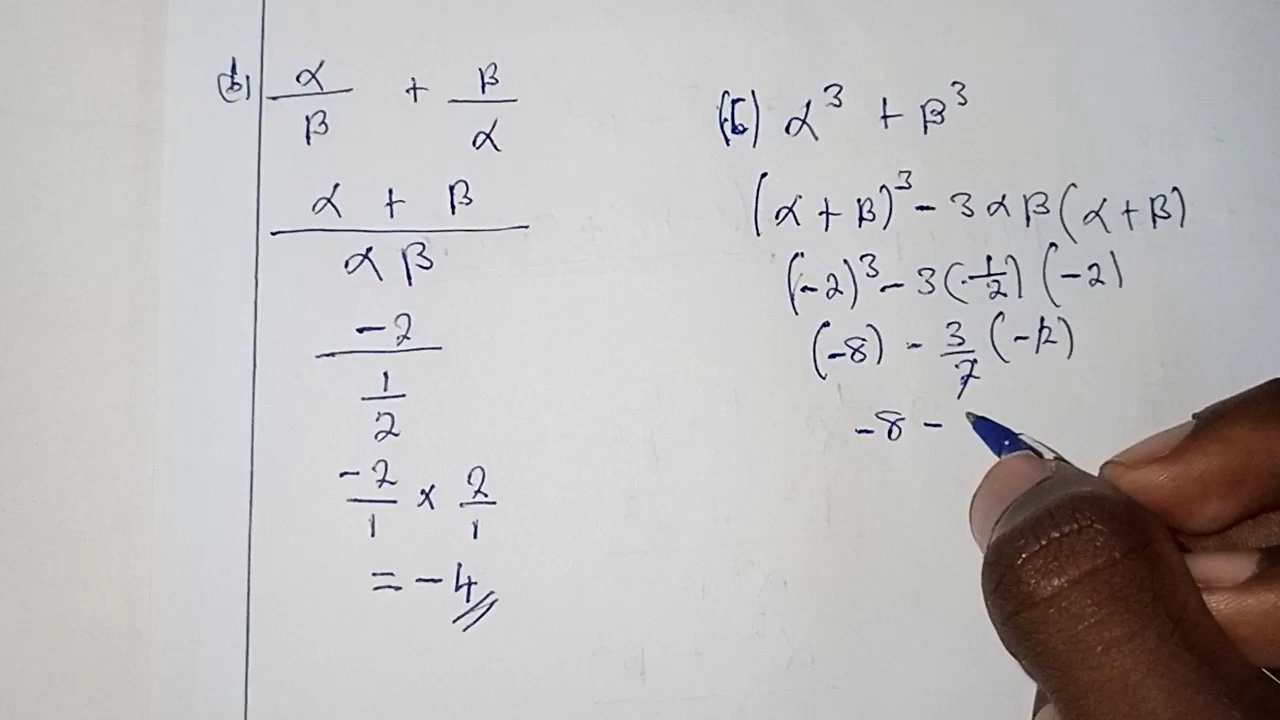 (b) α/β + β/α
α + β / αβ
-2 / 1/2
-2/1 × 2/1
= -4
(c) α³ + β³
(α + β)³ - 3αβ(α + β)
(-2)³ - 3(1/2)(-2)
(-8) - 3/2(-2)
-8 -